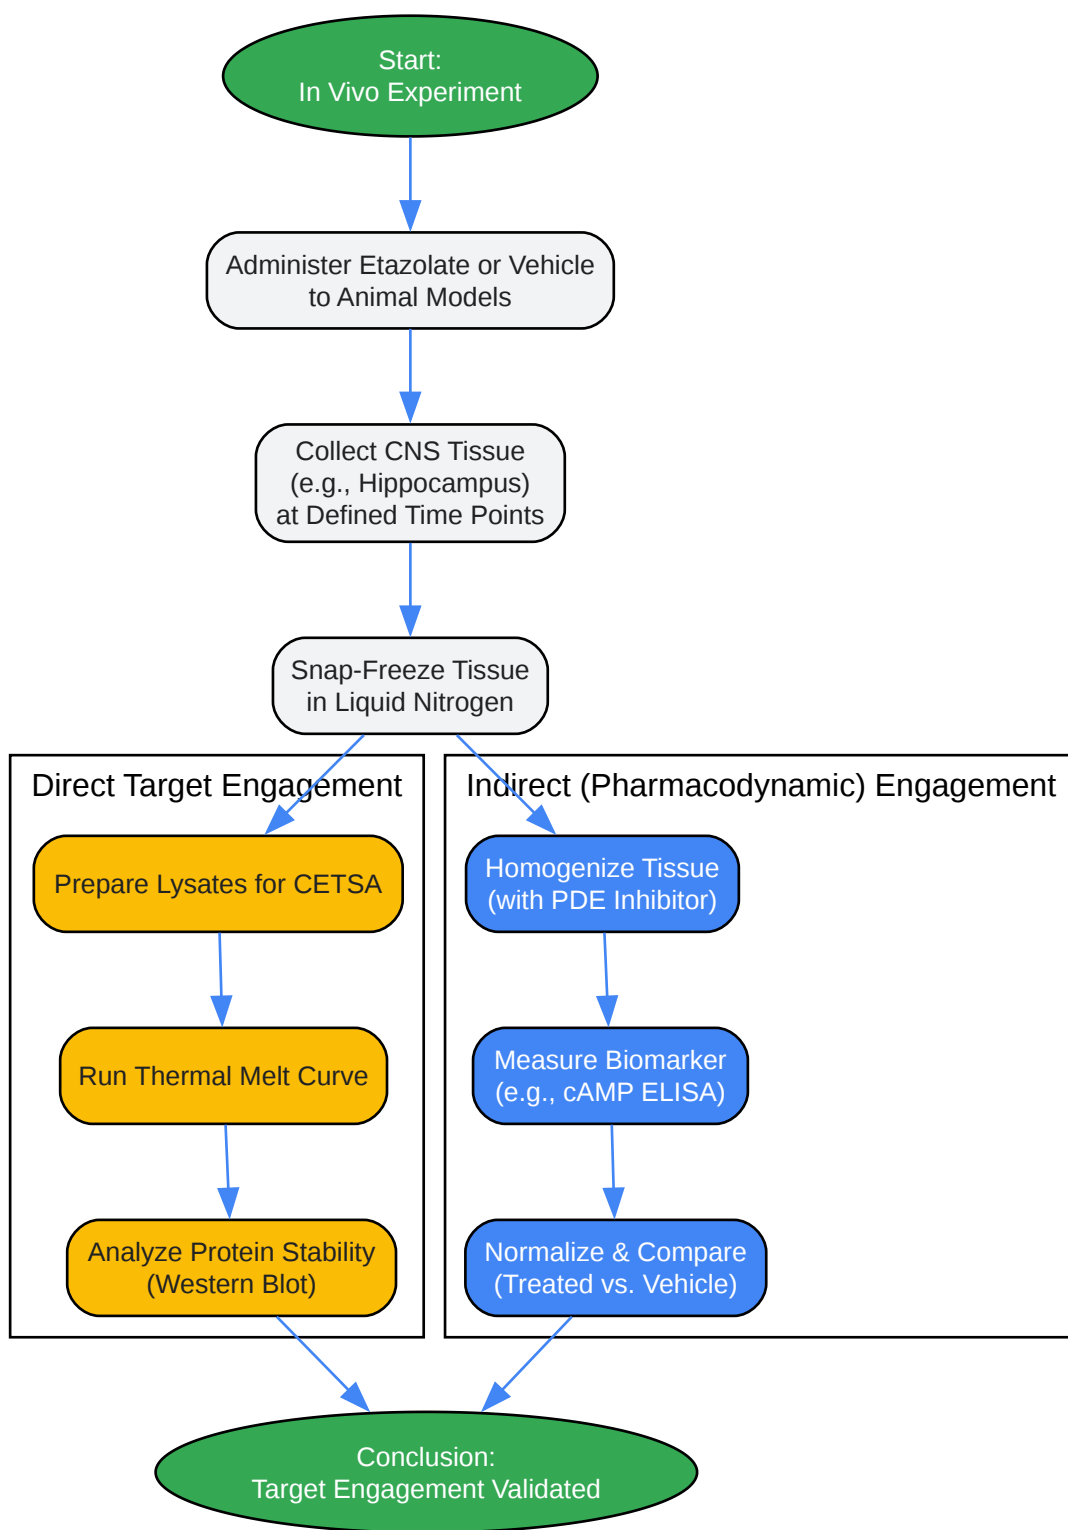 Start:
In Vivo Experiment
Administer Etazolate or Vehicle
to Animal Models
Collect CNS Tissue
(e.g., Hippocampus)
at Defined Time Points
Snap-Freeze Tissue
in Liquid Nitrogen
Direct Target Engagement
Prepare Lysates for CETSA
Run Thermal Melt Curve
Analyze Protein Stability
(Western Blot)
Indirect (Pharmacodynamic) Engagement
Homogenize Tissue
(with PDE Inhibitor)
Measure Biomarker
(e.g., cAMP ELISA)
Normalize & Compare
(Treated vs. Vehicle)
Conclusion:
Target Engagement Validated